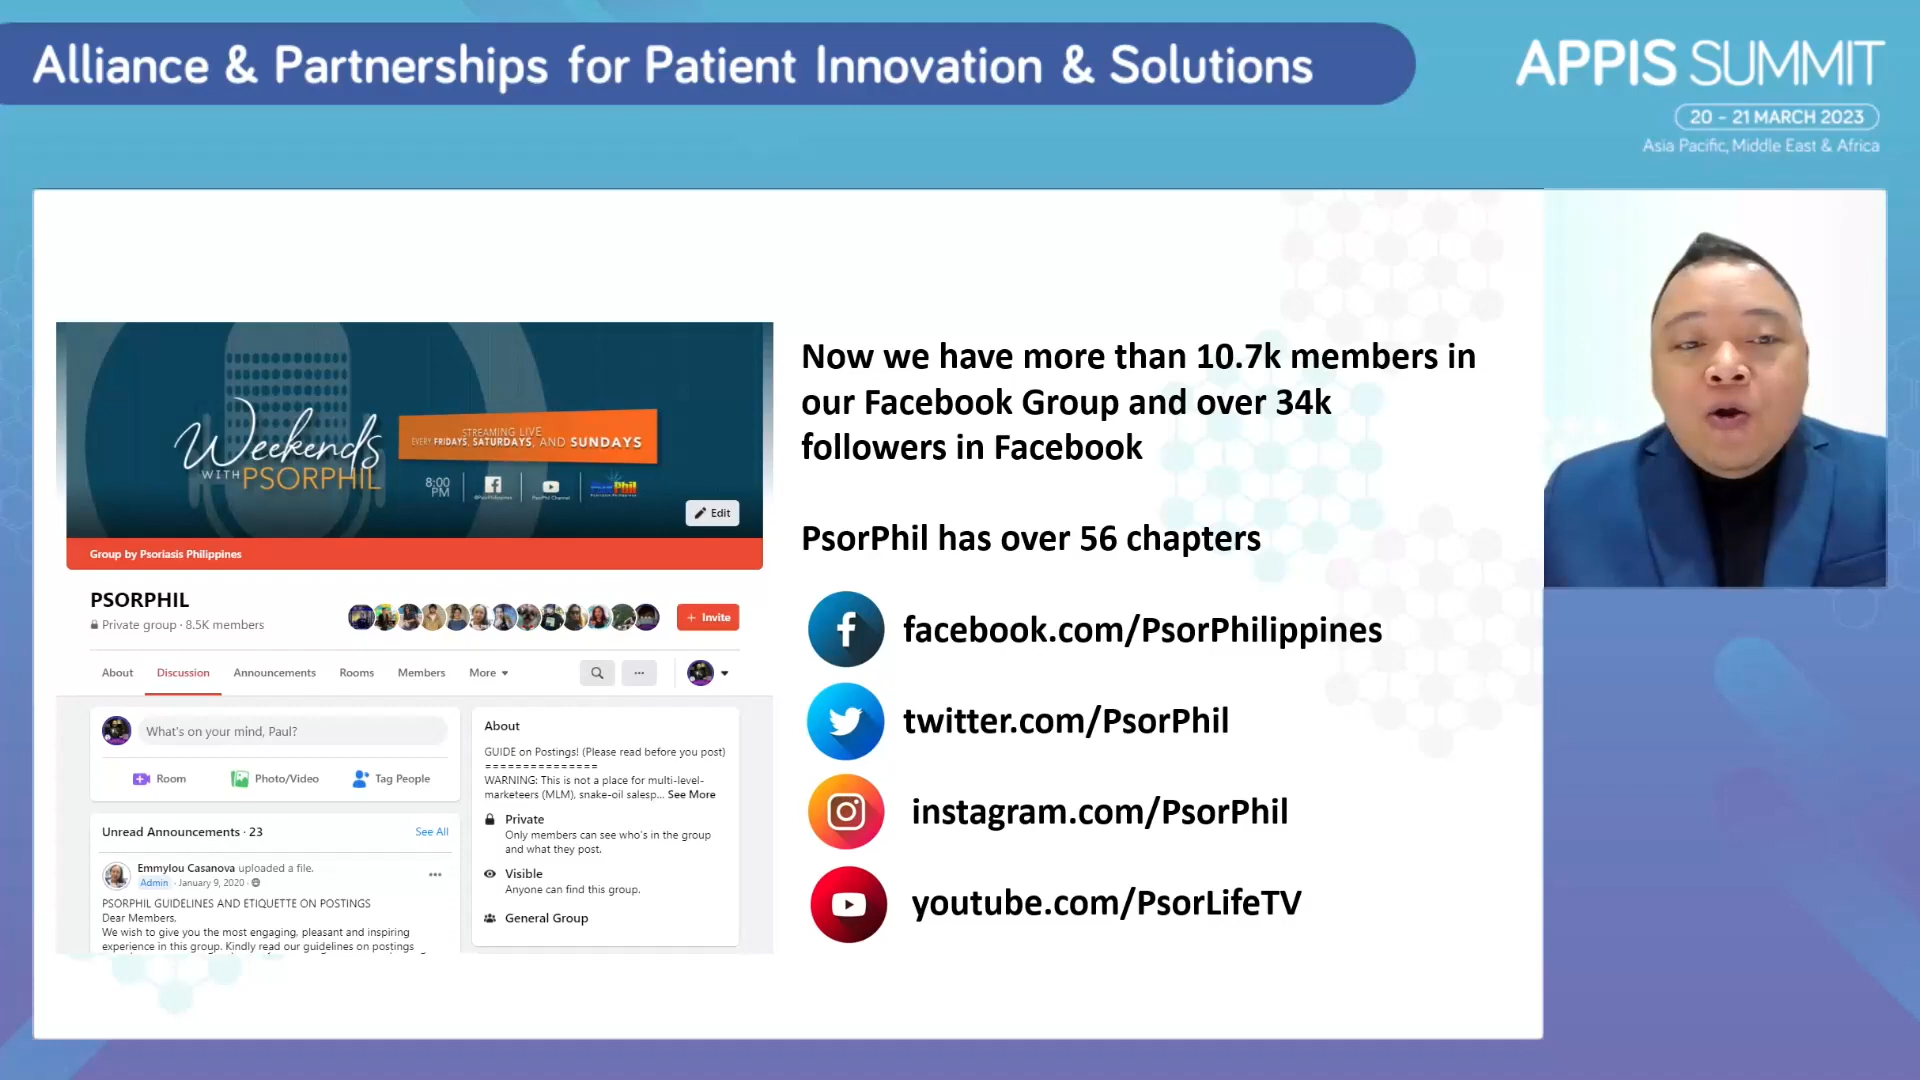 Alliance & Partnerships for Patient Innovation & Solutions
APPIS SUMMIT
20 - 21 MARCH 2023
Asia Pacific, Middle East & Africa
Weekends
WITH PSORPHIL
STREAMING LIVE
EVERY FRIDAYS, SATURDAYS, AND SUNDAYS
8:00
PM
Edit
Group by Psoriasis Philippines
PSORPHIL
Private group · 8.5K members
+ Invite
About
Discussion
Announcements
Rooms
Members
More
What's on your mind, Paul?
Room
Photo/Video
Tag People
Unread Announcements · 23
See All
Emmylou Casanova uploaded a file.
Admin · January 9, 2020 ·
PSORPHIL GUIDELINES AND ETIQUETTE ON POSTINGS
Dear Members,
We wish to give you the most engaging, pleasant and inspiring
experience in this group. Kindly read our guidelines on postings
About
GUIDE on Postings! (Please read before you post)
===============
WARNING: This is not a place for multi-level-
marketeers (MLM), snake-oil salesp... See More
Private
Only members can see who's in the group
and what they post.
Visible
Anyone can find this group.
General Group
Now we have more than 10.7k members in
our Facebook Group and over 34k
followers in Facebook
PsorPhil has over 56 chapters
facebook.com/PsorPhilippines
twitter.com/PsorPhil
instagram.com/PsorPhil
youtube.com/PsorLifeTV